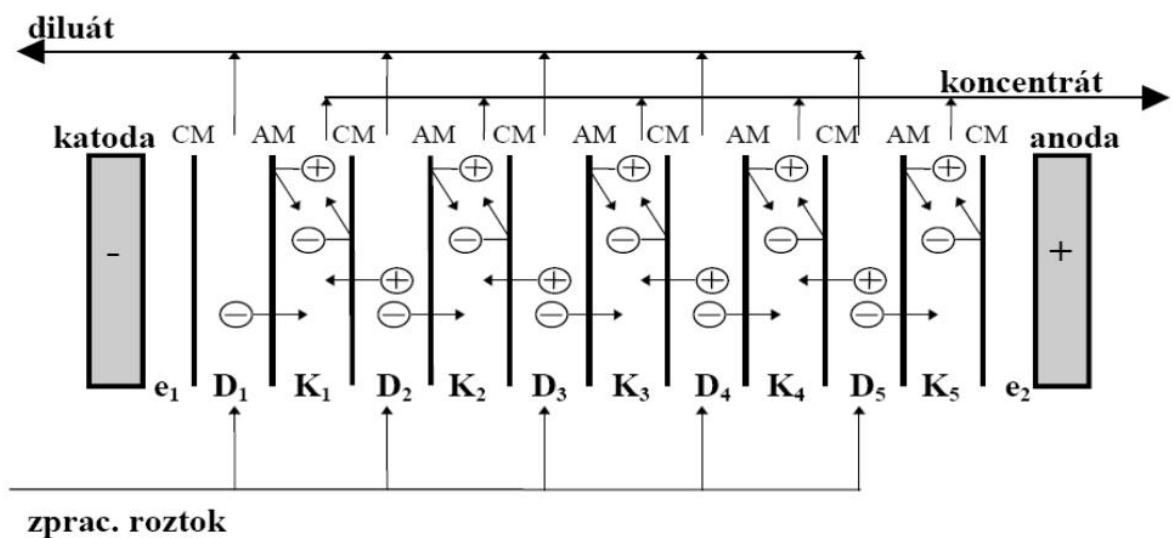 diluát
koncentrát
katoda CM AM CM AM CM AM CM AM CM AM CM anoda
+ + + + +
- - - - - - +
+ + + +
- - - - -
e₁ D₁ K₁ D₂ K₂ D₃ K₃ D₄ K₄ D₅ K₅ e₂
zprac. roztok